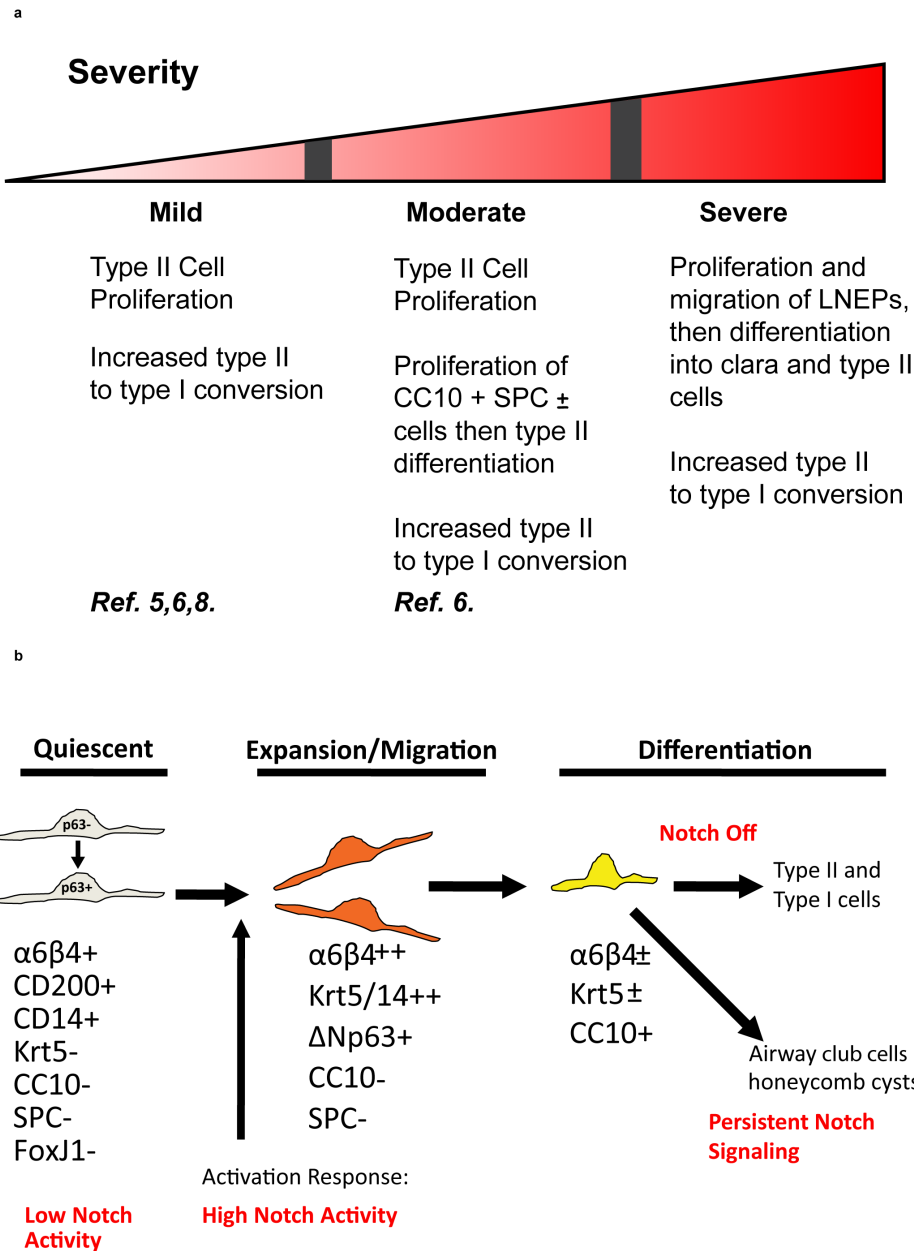 a
Severity
Mild
Type II Cell
Proliferation
Increased type II
to type I conversion
Ref. 5,6,8.
Moderate
Type II Cell
Proliferation
Proliferation of
CC10 + SPC ±
cells then type II
differentiation
Increased type II
to type I conversion
Ref. 6.
Severe
Proliferation and
migration of LNEPs,
then differentiation
into clara and type II
cells
Increased type II
to type I conversion
b
Quiescent
p63-
p63+
α6β4+
CD200+
CD14+
Krt5-
CC10-
SPC-
FoxJ1-
Low Notch
Activity
Expansion/Migration
α6β4++
Krt5/14++
ΔNp63+
CC10-
SPC-
Activation Response:
High Notch Activity
Differentiation
Notch Off
Type II and
Type I cells
α6β4±
Krt5±
CC10+
Airway club cells
honeycomb cysts
Persistent Notch
Signaling